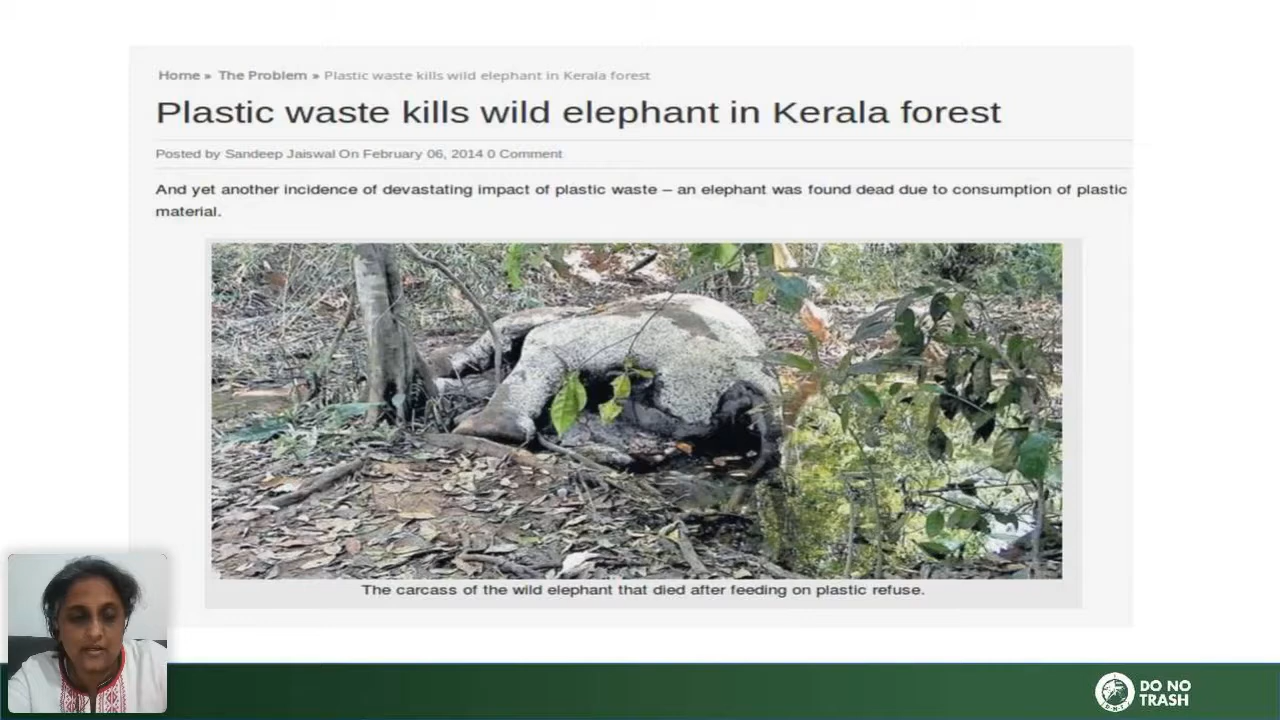 Home » The Problem » Plastic waste kills wild elephant in Kerala forest
Plastic waste kills wild elephant in Kerala forest
Posted by Sandeep Jaiswal On February 06, 2014 0 Comment
And yet another incidence of devastating impact of plastic waste – an elephant was found dead due to consumption of plastic
material.
The carcass of the wild elephant that died after feeding on plastic refuse.
DO NO
TRASH